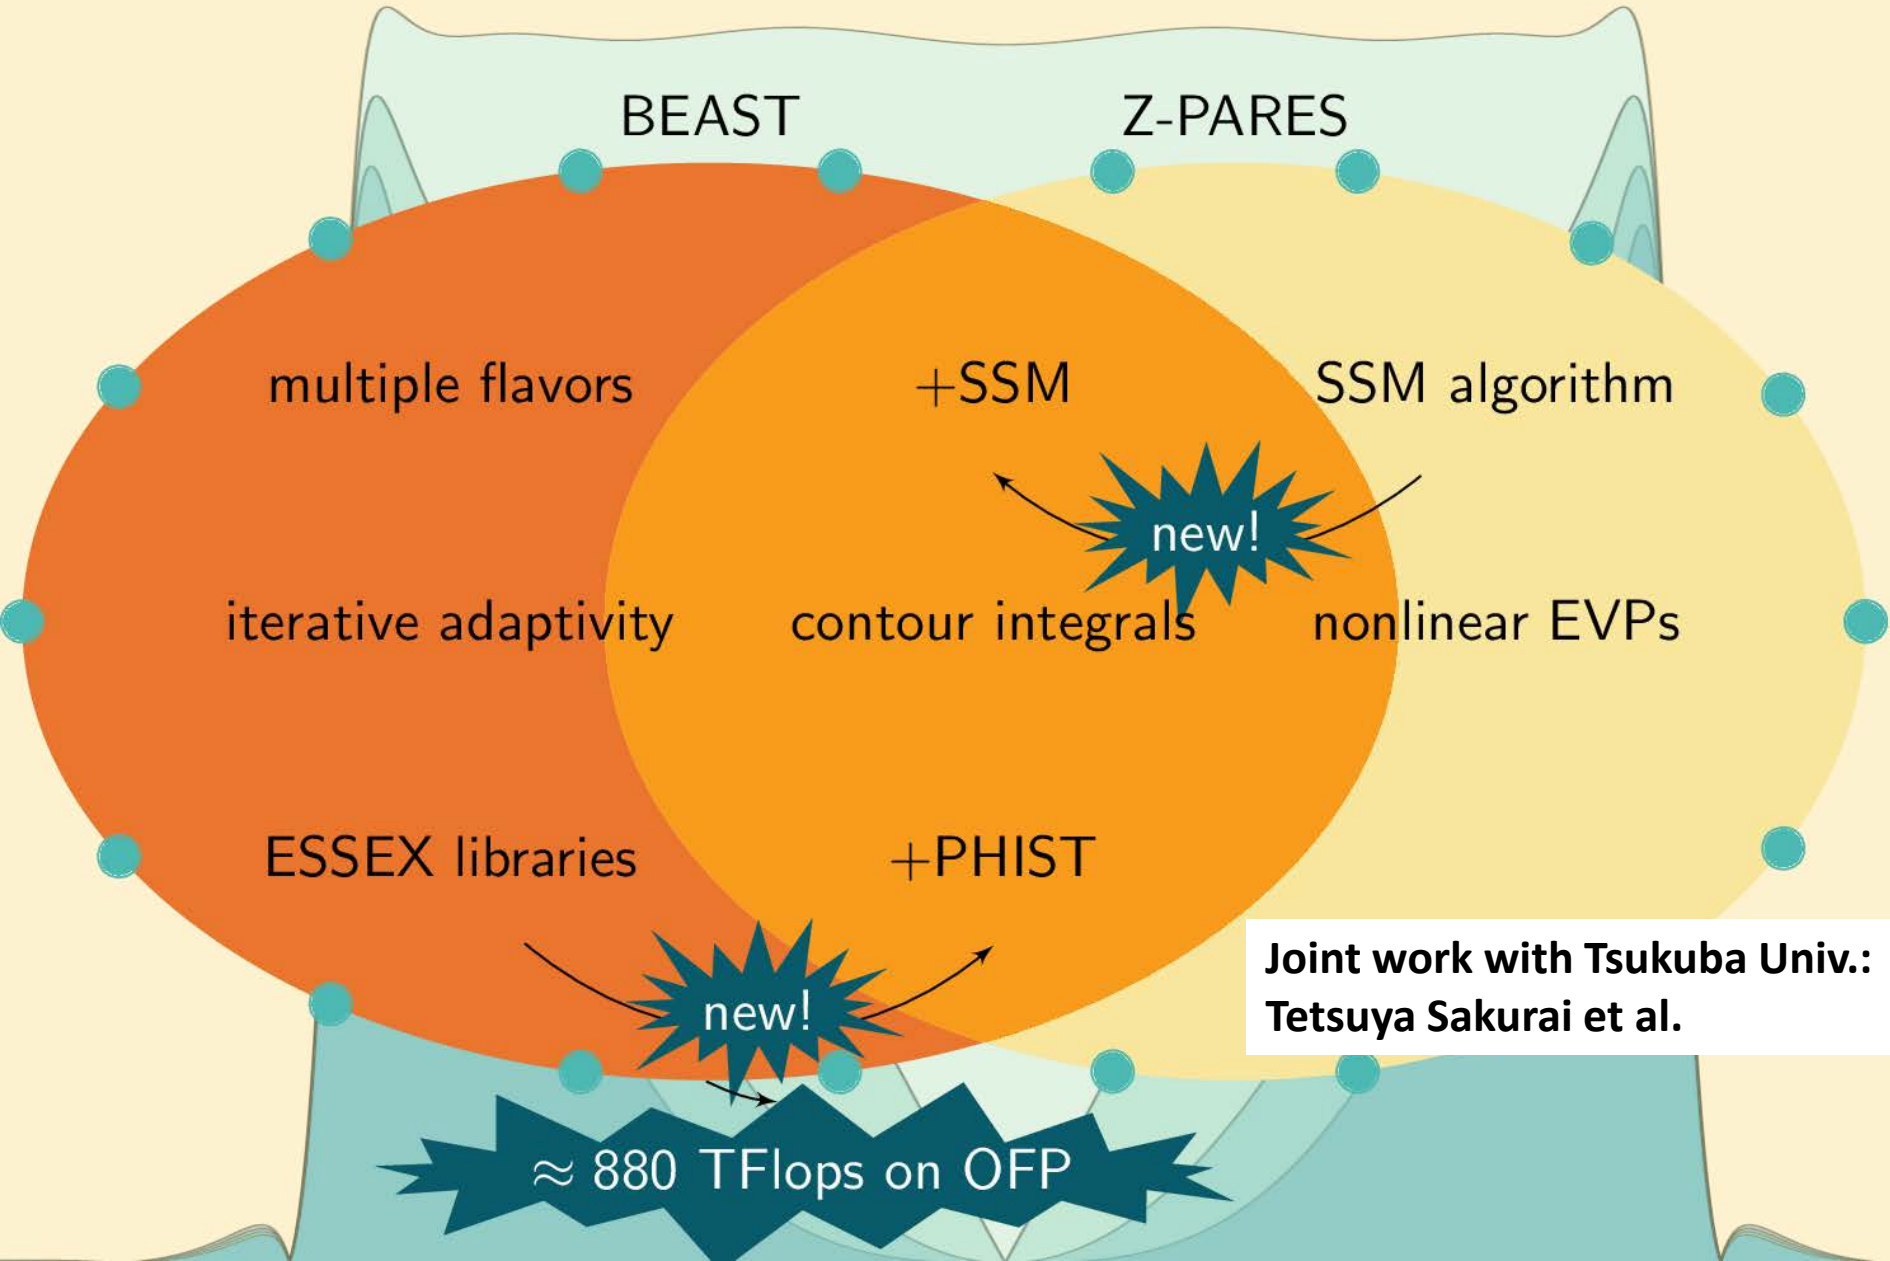 BEAST
Z-PARES
multiple flavors
+SSM
SSM algorithm
new!
iterative adaptivity
contour integrals
nonlinear EVPs
ESSEX libraries
+PHIST
Joint work with Tsukuba Univ.:
Tetsuya Sakurai et al.
new!
≈ 880 TFlops on OFP